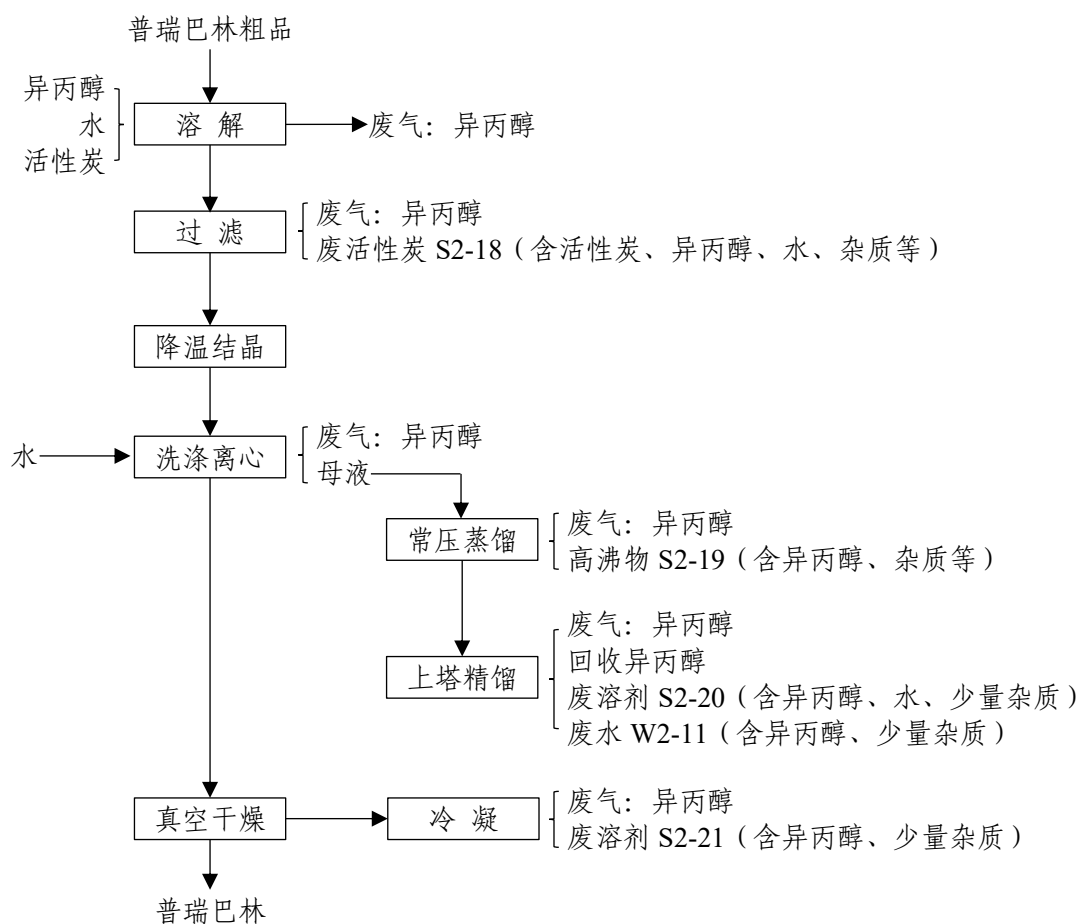 普瑞巴林粗品
异丙醇
水
活性炭
溶 解
废气：异丙醇
过 滤
废气：异丙醇
废活性炭 S2-18（含活性炭、异丙醇、水、杂质等）
降温结晶
水
洗涤离心
废气：异丙醇
母液
常压蒸馏
废气：异丙醇
高沸物 S2-19（含异丙醇、杂质等）
上塔精馏
废气：异丙醇
回收异丙醇
废溶剂 S2-20（含异丙醇、水、少量杂质）
废水 W2-11（含异丙醇、少量杂质）
真空干燥
冷 凝
废气：异丙醇
废溶剂 S2-21（含异丙醇、少量杂质）
普瑞巴林